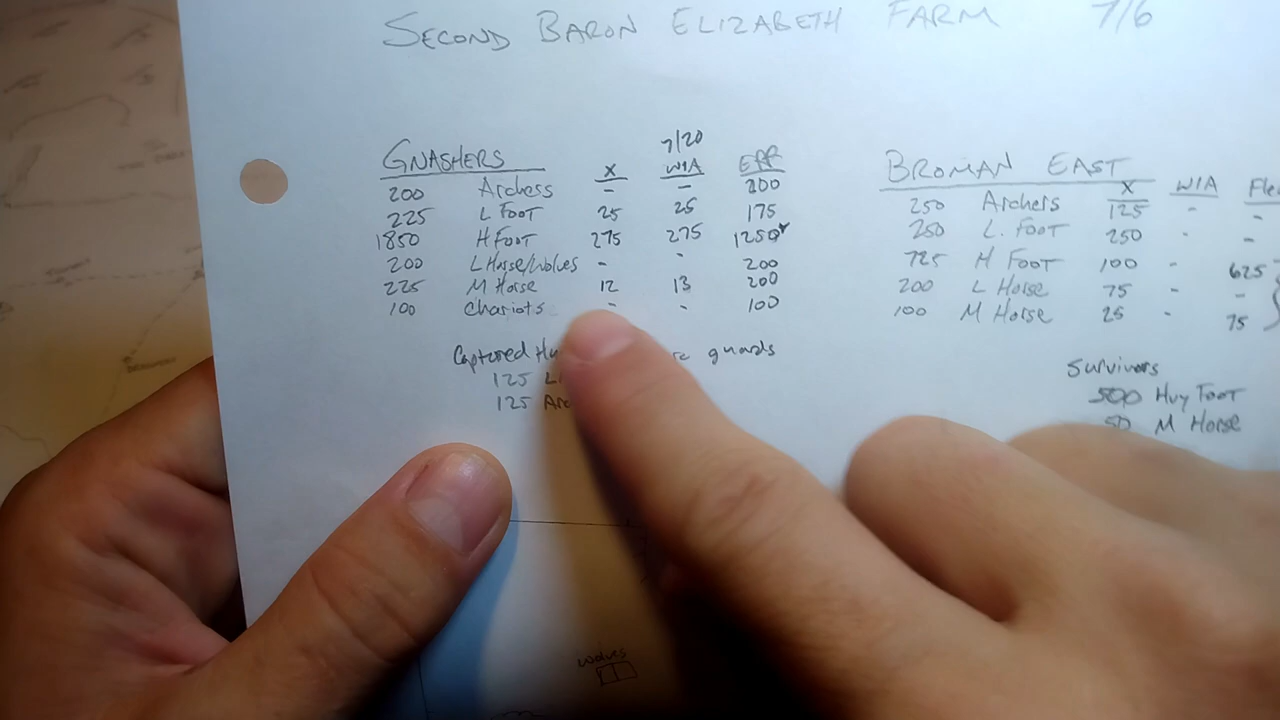 SECOND BARON ELIZABETH FARM 7/6
7/20
GNASHERS X WIA EFF
200 Archers - - 200
225 L FOOT 25 25 175
1850 H FOOT 275 275 1250
200 L Horse/Wolves - - 200
225 M Horse 12 13 200
100 Chariots - - 100
Captured guards
125
125
BROMAN EAST X WIA
250 Archers 125 - -
250 L. FOOT 250 - -
725 H FOOT 100 - 625
200 L Horse 75 - -
100 M Horse 25 - 75
Survivors
500 Hvy FOOT
50 M Horse
Wolves